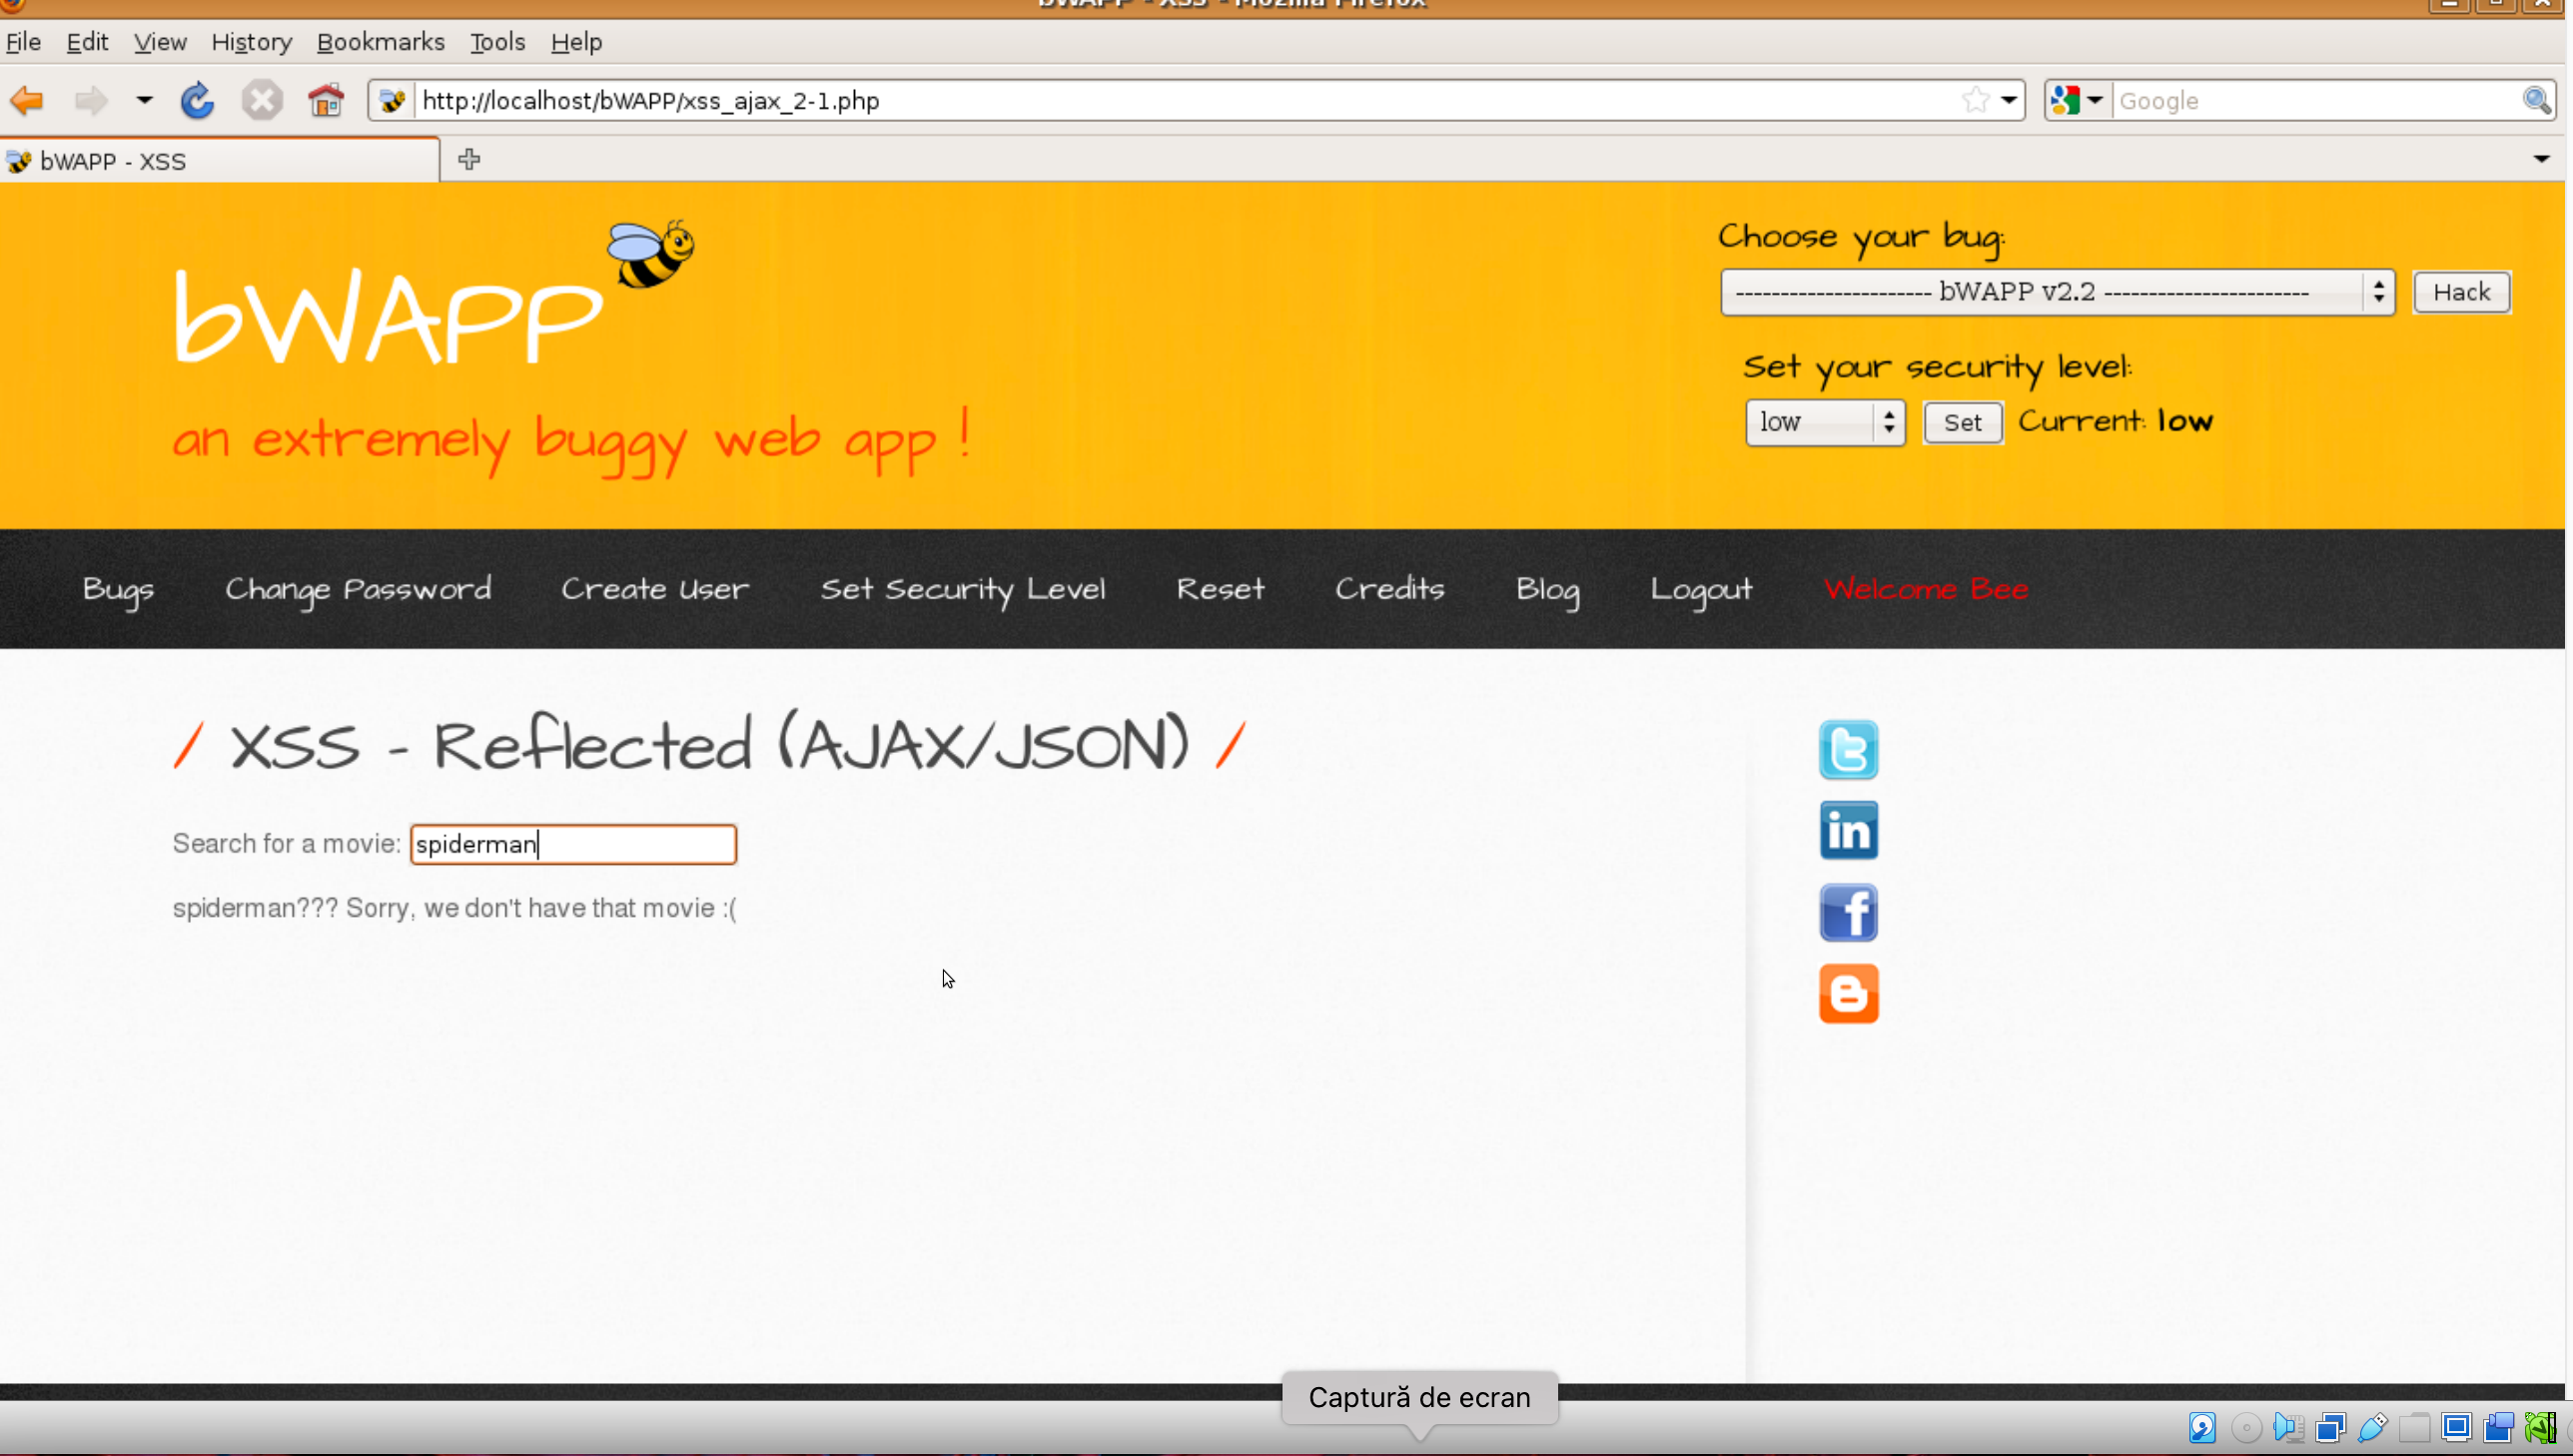 bWAPP - XSS - Mozilla Firefox
File Edit View History Bookmarks Tools Help
http://localhost/bWAPP/xss_ajax_2-1.php
Google
bWAPP - XSS
bWAPP
an extremely buggy web app !
Choose your bug:
---------------------- bWAPP v2.2 -----------------------
Hack
Set your security level:
low
Set
Current: low
Bugs Change Password Create User Set Security Level Reset Credits Blog Logout Welcome Bee
/ XSS - Reflected (AJAX/JSON) /
Search for a movie: spiderman
spiderman??? Sorry, we don't have that movie :(
Captură de ecran